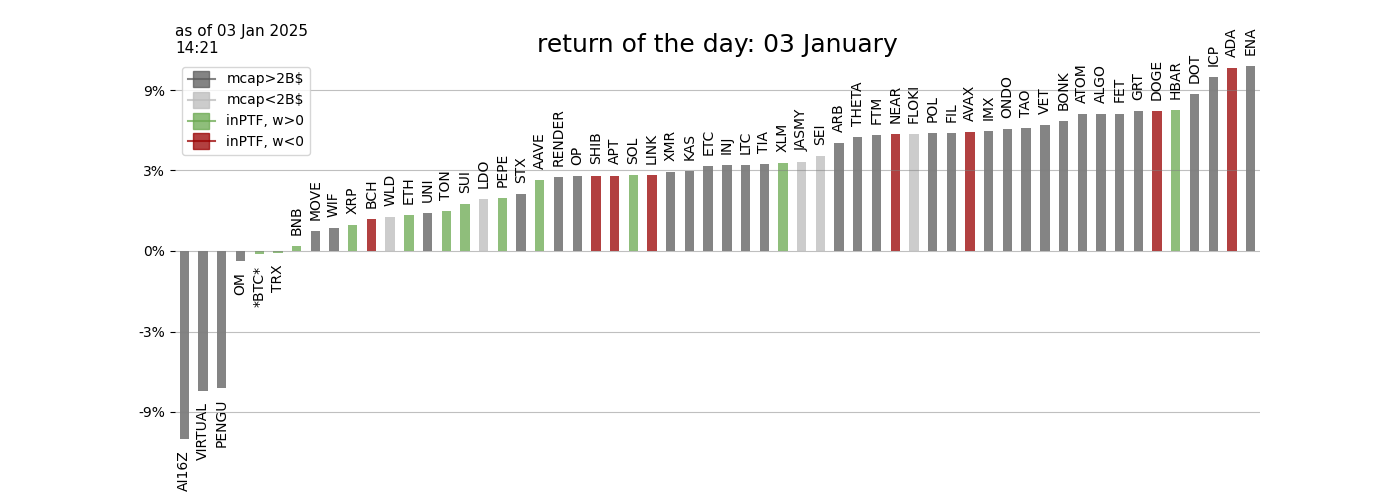 as of 03 Jan 2025
14:21
return of the day: 03 January
mcap>2B$
mcap<2B$
inPTF, w>0
inPTF, w<0
9%
3%
0%
-3%
-9%
AI16Z
VIRTUAL
PENGU
OM
*BTC*
TRX
BNB
MOVE
WIF
XRP
BCH
WLD
ETH
UNI
TON
SUI
LDO
PEPE
STX
AAVE
RENDER
OP
SHIB
APT
SOL
LINK
XMR
KAS
ETC
INJ
LTC
TIA
XLM
JASMY
SEI
ARB
THETA
FTM
NEAR
FLOKI
POL
FIL
AVAX
IMX
ONDO
TAO
VET
BONK
ATOM
ALGO
FET
GRT
DOGE
HBAR
DOT
ICP
ADA
ENA